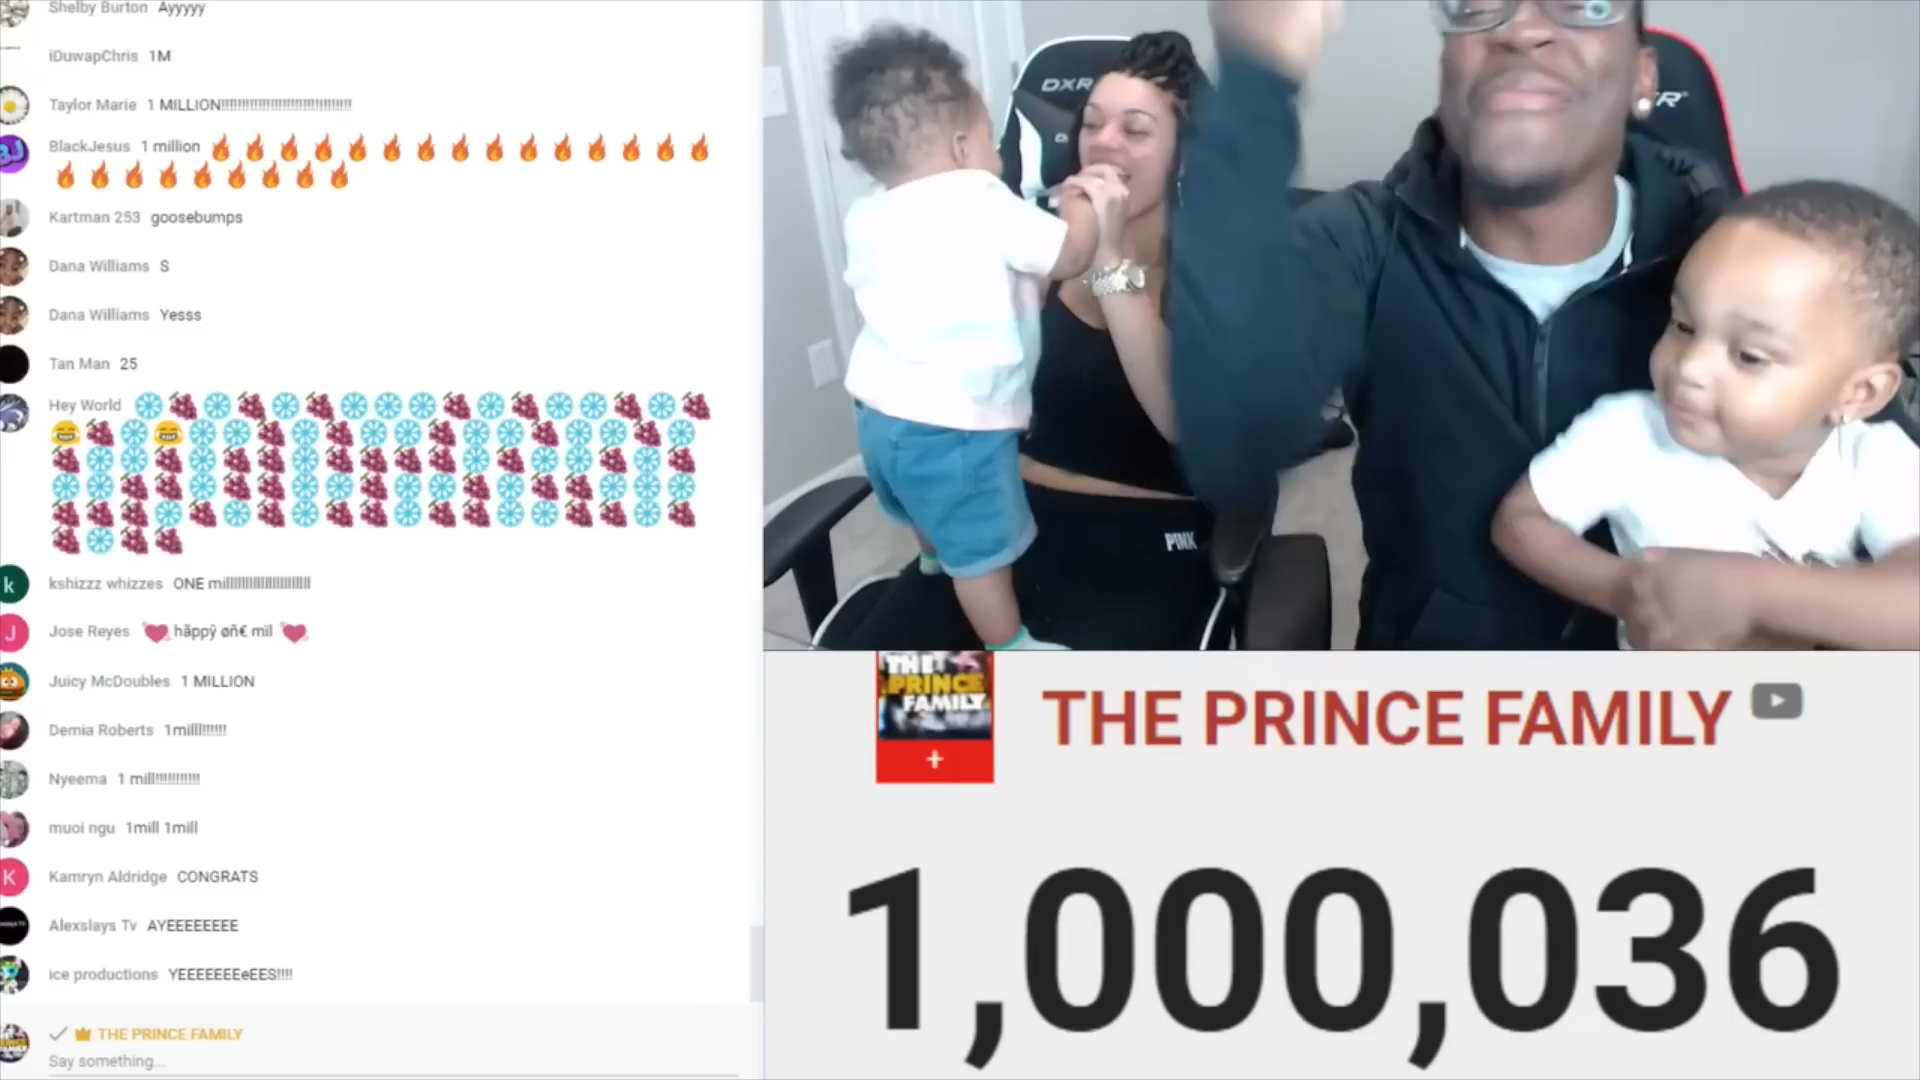 Shelby Burton Ayyyyy
iDuwapChris 1M
Taylor Marie 1 MILLION!!!!!!!!!!!!!!!!!!!!!!!!!!!!!!!!
BlackJesus 1 million 🔥🔥🔥🔥🔥🔥🔥🔥🔥🔥🔥🔥🔥🔥🔥
🔥🔥🔥🔥🔥🔥🔥🔥🔥
Kartman 253 goosebumps
Dana Williams S
Dana Williams Yesss
Tan Man 25
Hey World
k
kshizzz whizzes ONE millllllllllllllllllllllll
J
Jose Reyes 💘 hãppŷ øñ€ mïl 💘
Juicy McDoubles 1 MILLION
Demia Roberts 1milll!!!!!!
Nyeema 1 mill!!!!!!!!!!!
muoi ngu 1mill 1mill
K
Kamryn Aldridge CONGRATS
Alexslays Tv AYEEEEEEEE
ice productions YEEEEEEEeEES!!!!
THE PRINCE FAMILY
Say something...
DXR
PINK
THE
PRINCE
FAMILY
+
THE PRINCE FAMILY
1,000,036